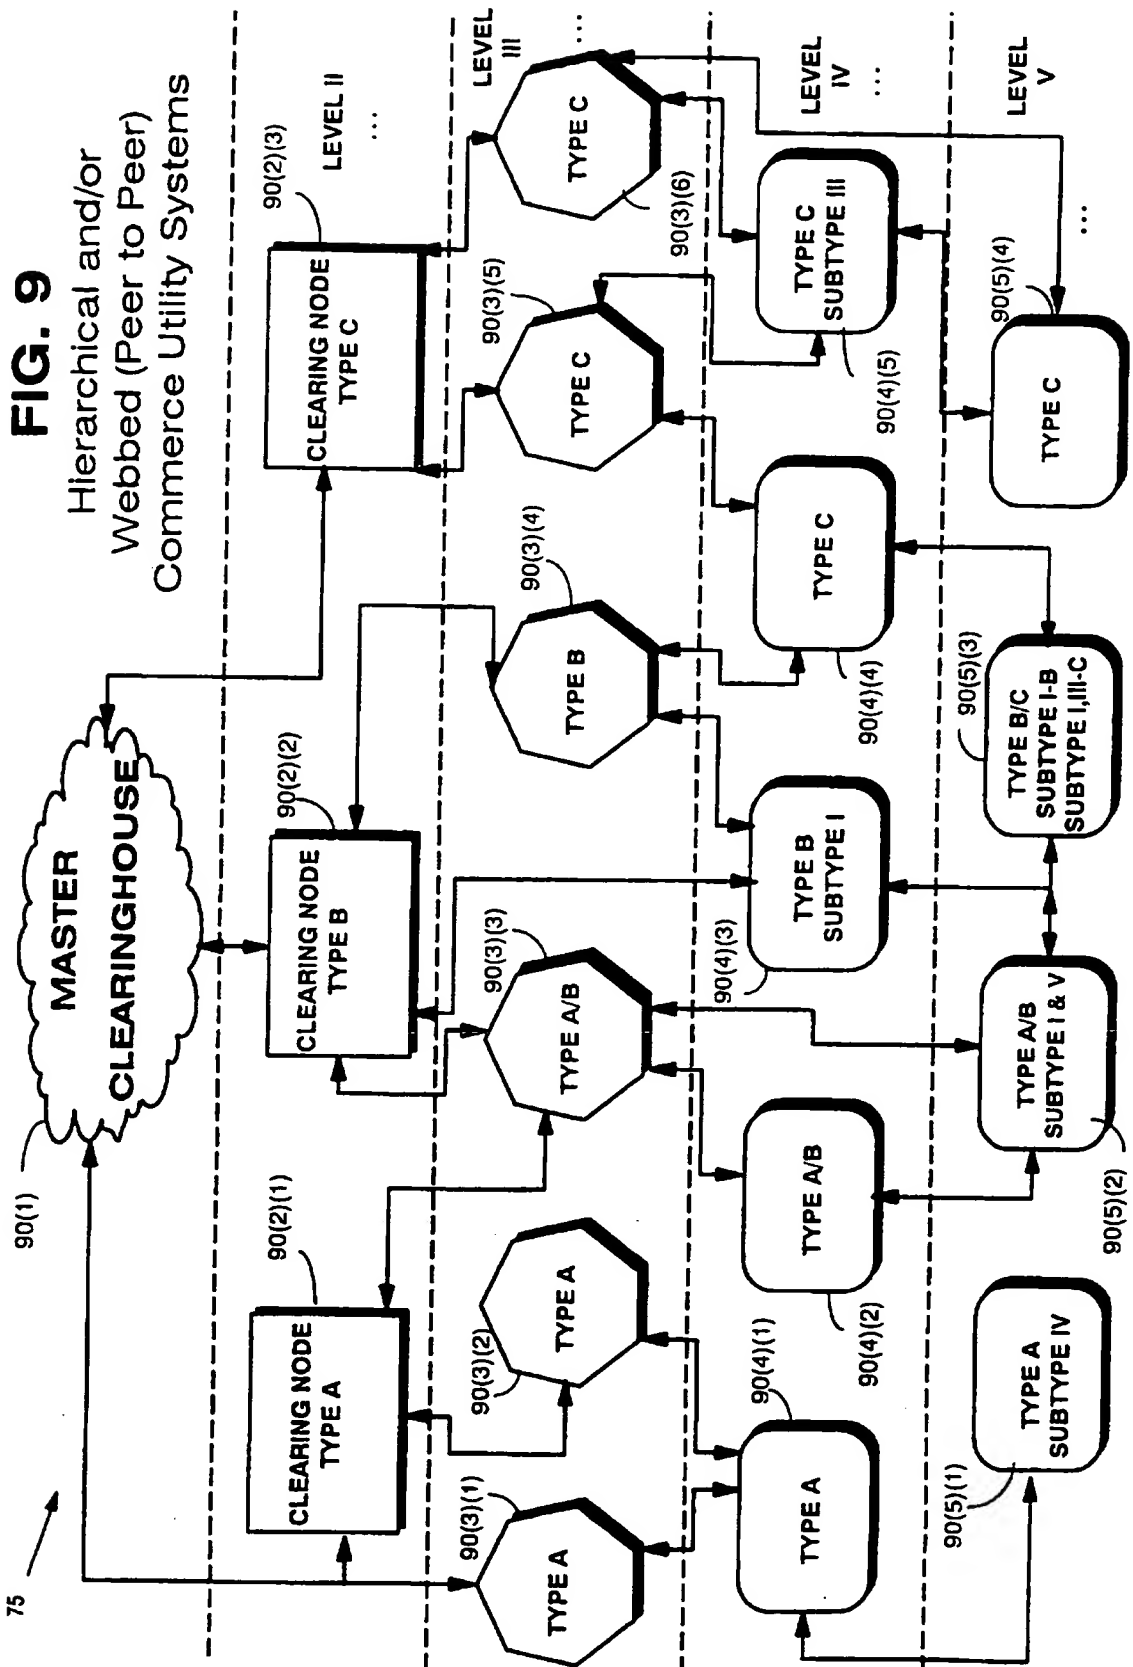 FIG. 9
Hierarchical and/or
Webbed (Peer to Peer)
Commerce Utility Systems
75
90(1)
MASTER
CLEARINGHOUSE
90(2)(1)
CLEARING NODE
TYPE A
90(2)(2)
CLEARING NODE
TYPE B
90(2)(3)
CLEARING NODE
TYPE C
LEVEL II
...
90(3)(1)
TYPE A
90(3)(2)
TYPE A
90(3)(3)
TYPE A/B
90(3)(4)
TYPE B
90(3)(5)
TYPE C
90(3)(6)
TYPE C
LEVEL
III
...
90(4)(1)
TYPE A
90(4)(2)
TYPE A/B
90(4)(3)
TYPE B
SUBTYPE I
90(4)(4)
TYPE C
90(4)(5)
TYPE C
SUBTYPE III
LEVEL
IV
...
90(5)(1)
TYPE A
SUBTYPE IV
90(5)(2)
TYPE A/B
SUBTYPE I & V
90(5)(3)
TYPE B/C
SUBTYPE I-B
SUBTYPE I,III-C
90(5)(4)
TYPE C
LEVEL
V
...